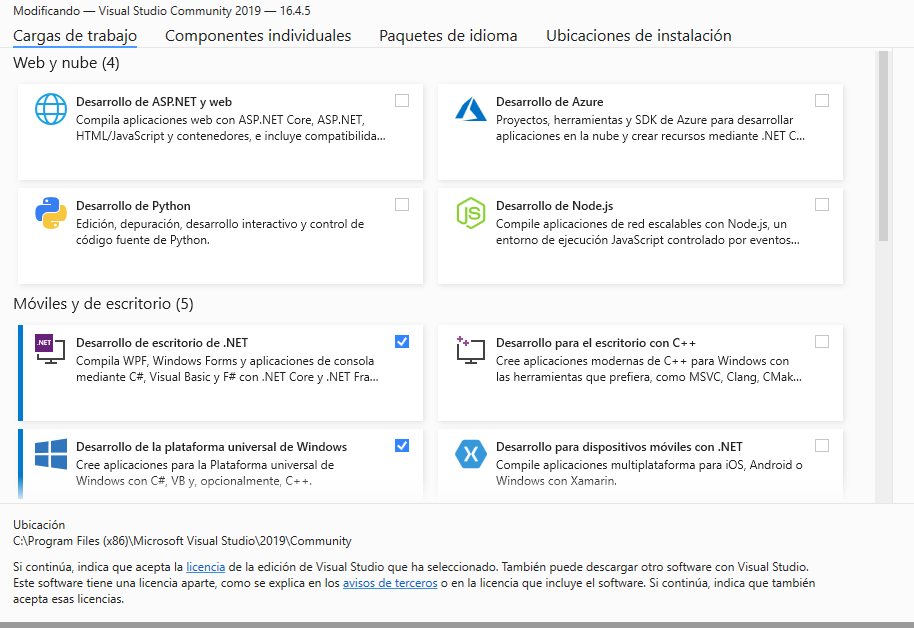 Modificando — Visual Studio Community 2019 — 16.4.5
Cargas de trabajo
Componentes individuales
Paquetes de idioma
Ubicaciones de instalación
Web y nube (4)
Desarrollo de ASP.NET y web
Compila aplicaciones web con ASP.NET Core, ASP.NET,
HTML/JavaScript y contenedores, e incluye compatibilida...
Desarrollo de Azure
Proyectos, herramientas y SDK de Azure para desarrollar
aplicaciones en la nube y crear recursos mediante .NET C...
Desarrollo de Python
Edición, depuración, desarrollo interactivo y control de
código fuente de Python.
JS
Desarrollo de Node.js
Compile aplicaciones de red escalables con Node.js, un
entorno de ejecución JavaScript controlado por eventos...
Móviles y de escritorio (5)
.NET
Desarrollo de escritorio de .NET
Compila WPF, Windows Forms y aplicaciones de consola
mediante C#, Visual Basic y F# con .NET Core y .NET Fra...
Desarrollo para el escritorio con C++
Cree aplicaciones modernas de C++ para Windows con
las herramientas que prefiera, como MSVC, Clang, CMak...
Desarrollo de la plataforma universal de Windows
Cree aplicaciones para la Plataforma universal de
Windows con C#, VB y, opcionalmente, C++.
Desarrollo para dispositivos móviles con .NET
Compile aplicaciones multiplataforma para iOS, Android o
Windows con Xamarin.
Ubicación
C:\Program Files (x86)\Microsoft Visual Studio\2019\Community
Si continúa, indica que acepta la licencia de la edición de Visual Studio que ha seleccionado. También puede descargar otro software con Visual Studio.
Este software tiene una licencia aparte, como se explica en los avisos de terceros o en la licencia que incluye el software. Si continúa, indica que también
acepta esas licencias.